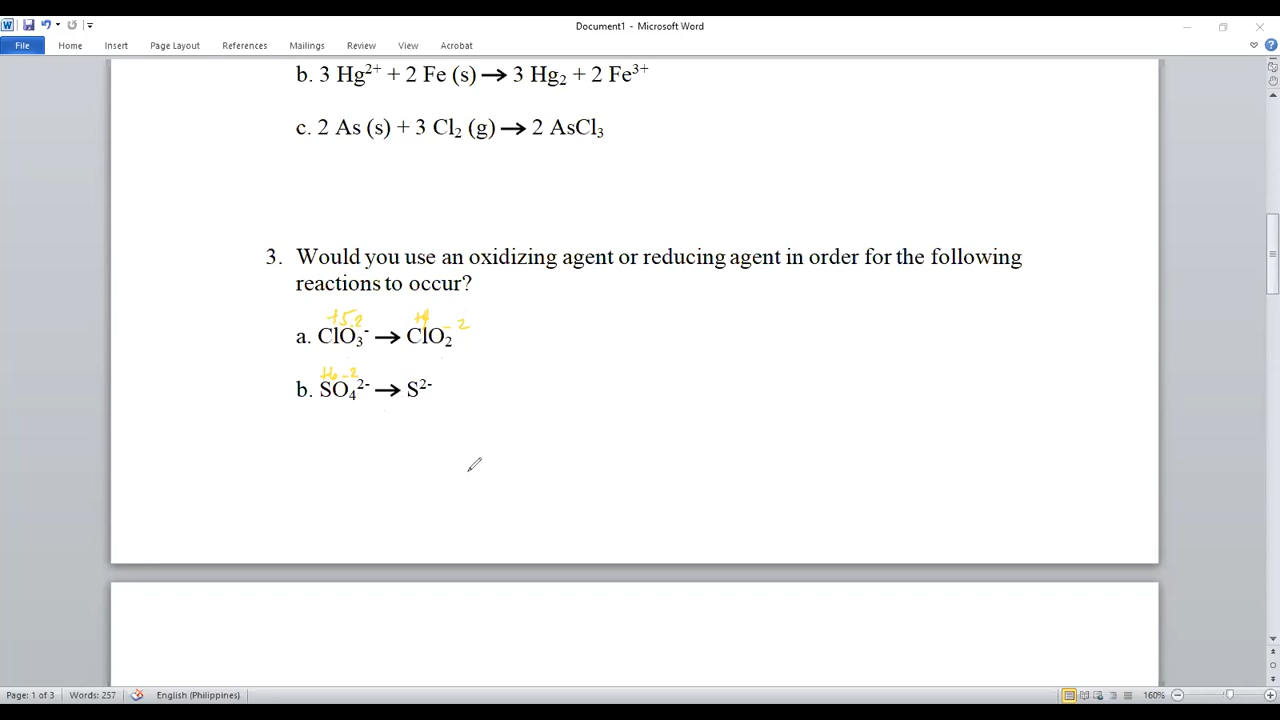 Document1 - Microsoft Word
File Home Insert Page Layout References Mailings Review View Acrobat
b. 3 Hg²⁺ + 2 Fe (s) → 3 Hg₂ + 2 Fe³⁺
c. 2 As (s) + 3 Cl₂ (g) → 2 AsCl₃
3. Would you use an oxidizing agent or reducing agent in order for the following
reactions to occur?
+5 -2 +4 -2
a. ClO₃⁻ → ClO₂
+6 -2
b. SO₄²⁻ → S²⁻
Page: 1 of 3 Words: 257 English (Philippines) 160%